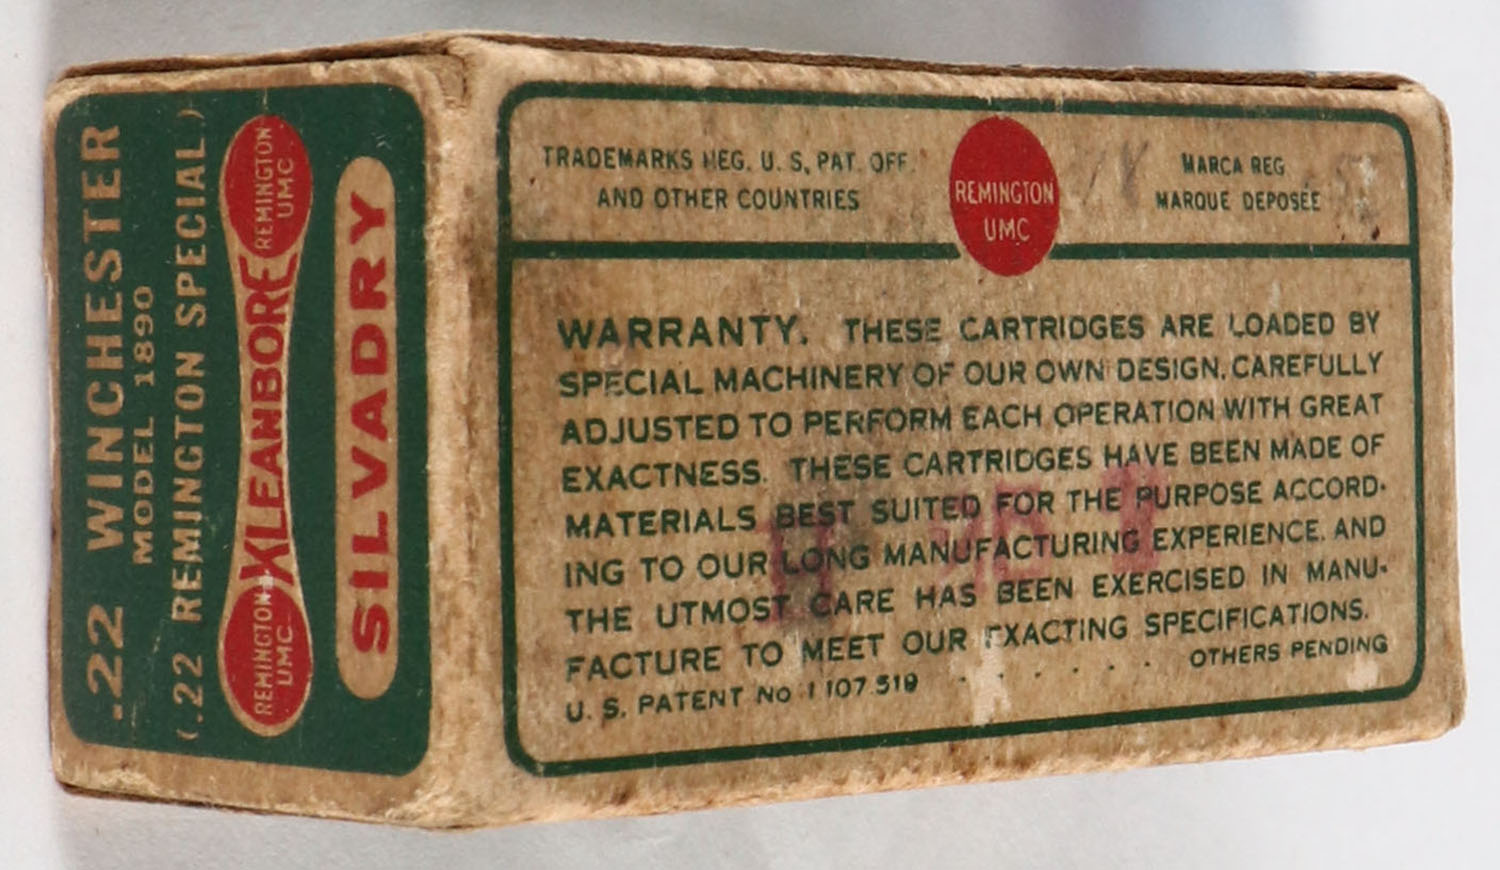 .22 WINCHESTER
MODEL 1890
(.22 REMINGTON SPECIAL)
REMINGTON
UMC
KLEANBORE
REMINGTON
UMC
SILVADRY
TRADEMARKS REG. U. S, PAT. OFF.
AND OTHER COUNTRIES
REMINGTON
UMC
18
MARCA REG
MARQUE DEPOSÉE
WARRANTY. THESE CARTRIDGES ARE LOADED BY
SPECIAL MACHINERY OF OUR OWN DESIGN. CAREFULLY
ADJUSTED TO PERFORM EACH OPERATION WITH GREAT
EXACTNESS. THESE CARTRIDGES HAVE BEEN MADE OF
MATERIALS BEST SUITED FOR THE PURPOSE ACCORD-
ING TO OUR LONG MANUFACTURING EXPERIENCE. AND
THE UTMOST CARE HAS BEEN EXERCISED IN MANU-
FACTURE TO MEET OUR EXACTING SPECIFICATIONS.
U. S. PATENT No 1 107 519 . . . . . . OTHERS PENDING